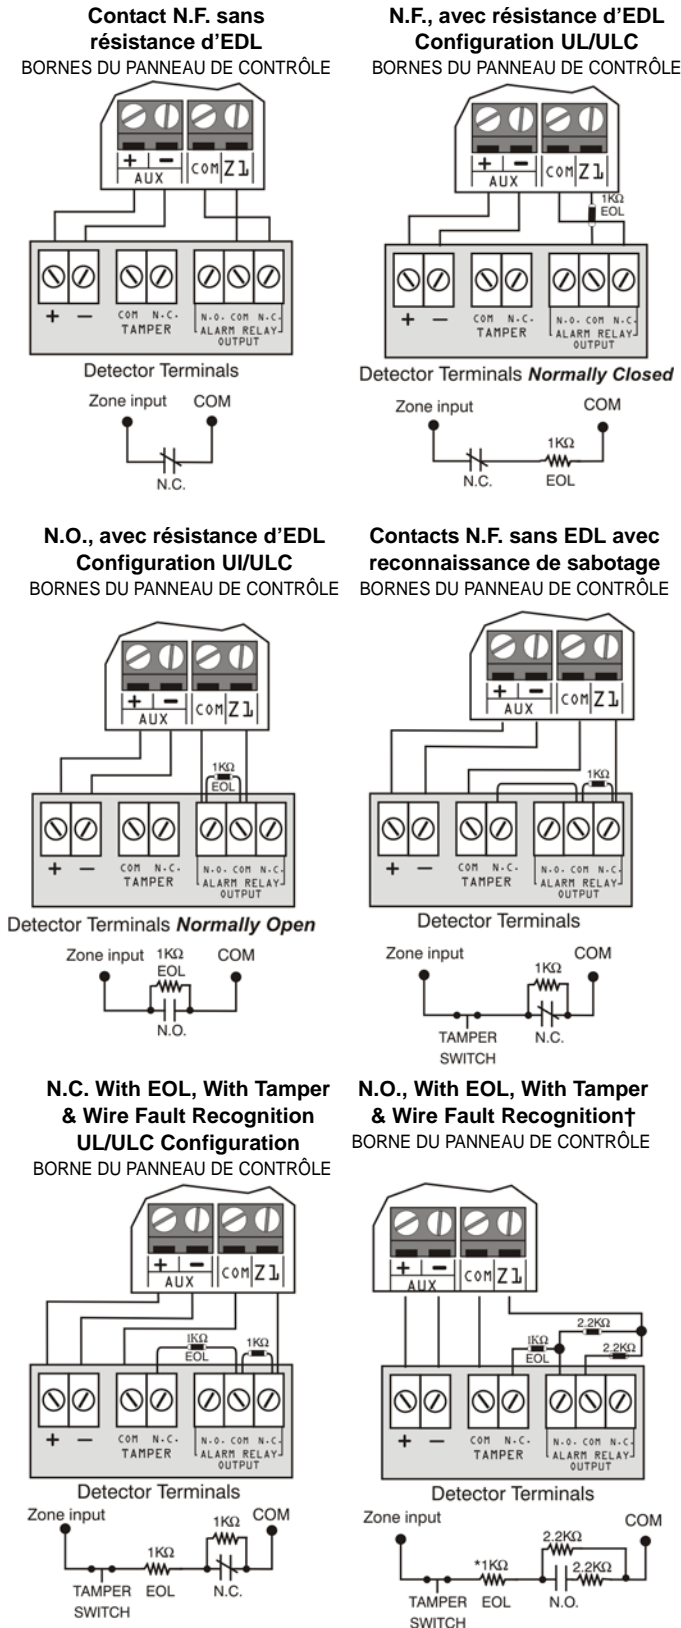 Contact N.F. sans
résistance d'EDL
BORNES DU PANNEAU DE CONTRÔLE
+ − COM Z1
AUX
+ − COM N.C. N.O. COM N.C.
TAMPER ALARM RELAY
OUTPUT
Detector Terminals
Zone input COM
N.C.
N.F., avec résistance d'EDL
Configuration UL/ULC
BORNES DU PANNEAU DE CONTRÔLE
+ − COM Z1
AUX
1KΩ
EOL
+ − COM N.C. N.O. COM N.C.
TAMPER ALARM RELAY
OUTPUT
Detector Terminals Normally Closed
Zone input COM
1KΩ
N.C. EOL
N.O., avec résistance d'EDL
Configuration UI/ULC
BORNES DU PANNEAU DE CONTRÔLE
+ − COM Z1
AUX
1KΩ
EOL
+ − COM N.C. N.O. COM N.C.
TAMPER ALARM RELAY
OUTPUT
Detector Terminals Normally Open
Zone input 1KΩ COM
EOL
N.O.
Contacts N.F. sans EDL avec
reconnaissance de sabotage
BORNES DU PANNEAU DE CONTRÔLE
+ − COM Z1
AUX
1KΩ
+ − COM N.C. N.O. COM N.C.
TAMPER ALARM RELAY
OUTPUT
Detector Terminals
Zone input COM
1KΩ
TAMPER N.C.
SWITCH
N.C. With EOL, With Tamper
& Wire Fault Recognition
UL/ULC Configuration
BORNE DU PANNEAU DE CONTRÔLE
+ − COM Z1
AUX
1KΩ 1KΩ
EOL
+ − COM N.C. N.O. COM N.C.
TAMPER ALARM RELAY
OUTPUT
Detector Terminals
Zone input COM
1KΩ
1KΩ
TAMPER EOL N.C.
SWITCH
N.O., With EOL, With Tamper
& Wire Fault Recognition†
BORNE DU PANNEAU DE CONTRÔLE
+ − COM Z1
AUX
2.2KΩ
1KΩ 2.2KΩ
EOL
+ − COM N.C. N.O. COM N.C.
TAMPER ALARM RELAY
OUTPUT
Detector Terminals
Zone input COM
2.2KΩ
*1KΩ 2.2KΩ
TAMPER EOL N.O.
SWITCH